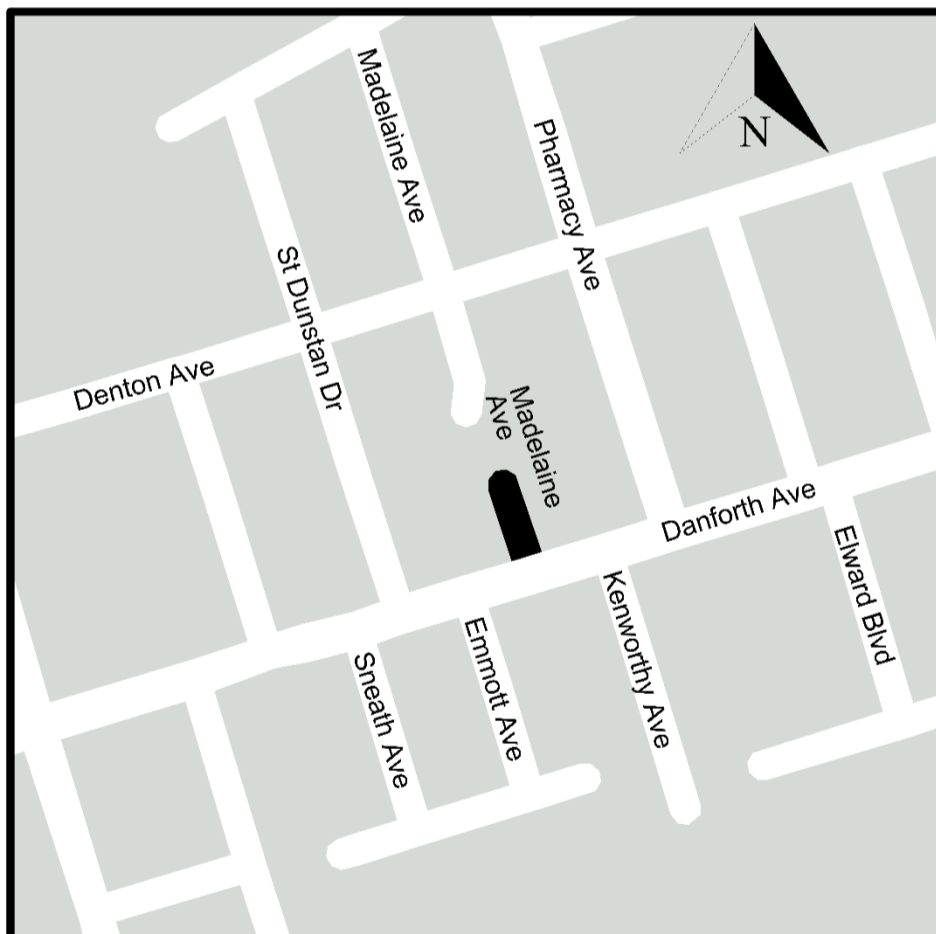 Madelaine Ave
Pharmacy Ave
N
St Dunstan Dr
Denton Ave
Madelaine
Ave
Danforth Ave
Elward Blvd
Kenworthy Ave
Emmott Ave
Sneath Ave